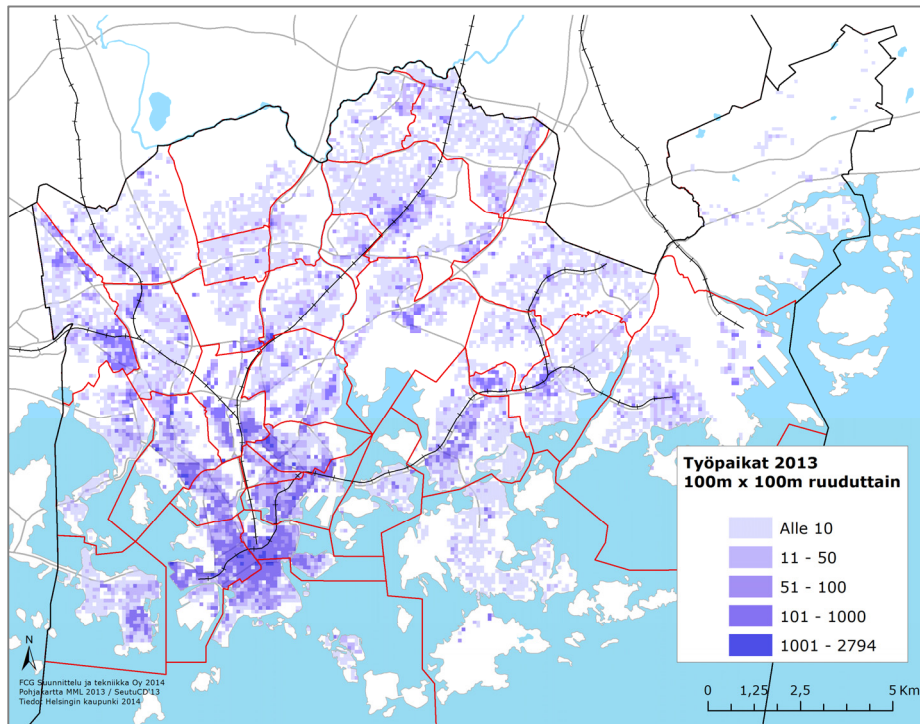 Työpaikat 2013
100m x 100m ruuduttain
Alle 10
11 - 50
51 - 100
101 - 1000
1001 - 2794
N
FCG Suunnittelu ja tekniikka Oy 2014
Pohjakartta MML 2013 / SeutuCD'13
Tiedot Helsingin kaupunki 2014
0 1,25 2,5 5 Km